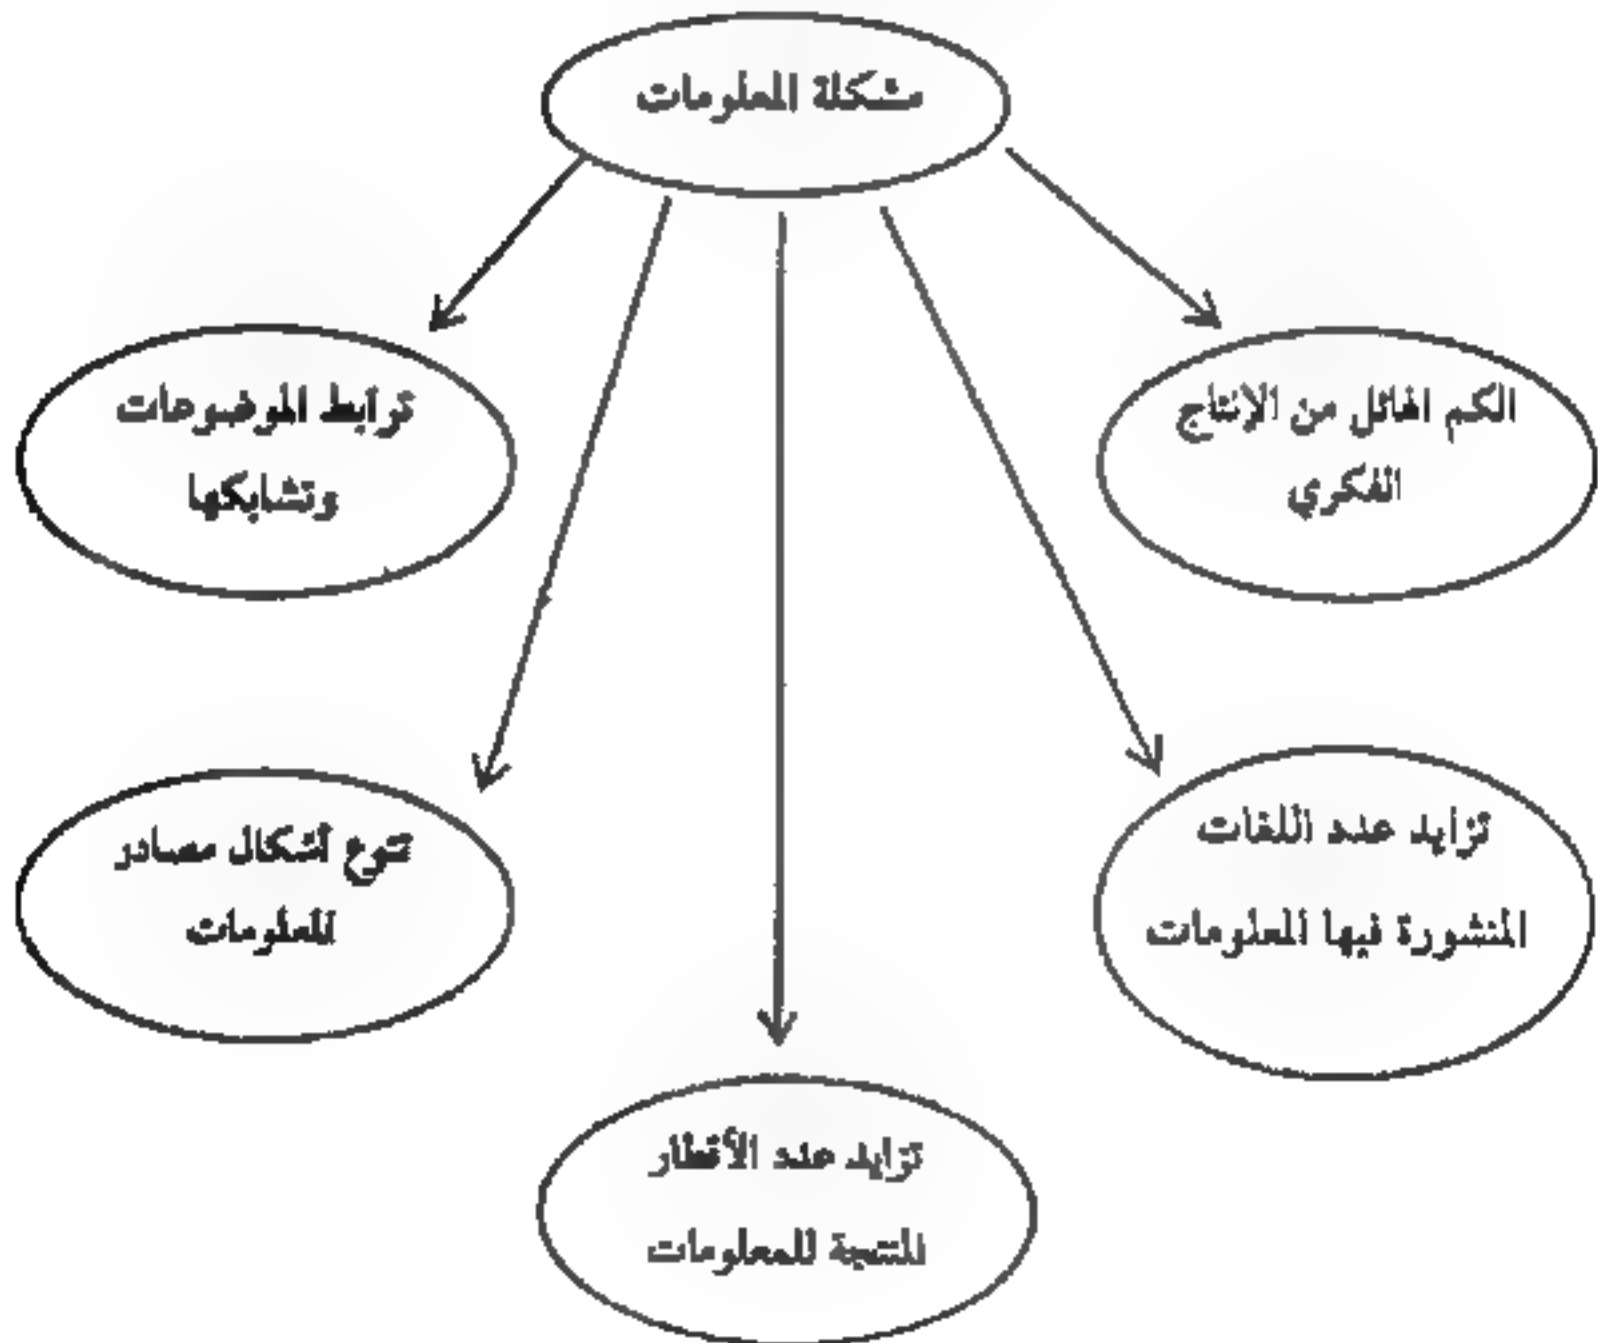 مشكلة المعلومات
الكم الهائل من الإنتاج
الفكري
ترابط الموضوعات
وتشابكها
تزايد عدد اللغات
المنشورة فيها المعلومات
تنوع أشكال مصادر
المعلومات
تزايد عدد الأقطار
المنتجة للمعلومات